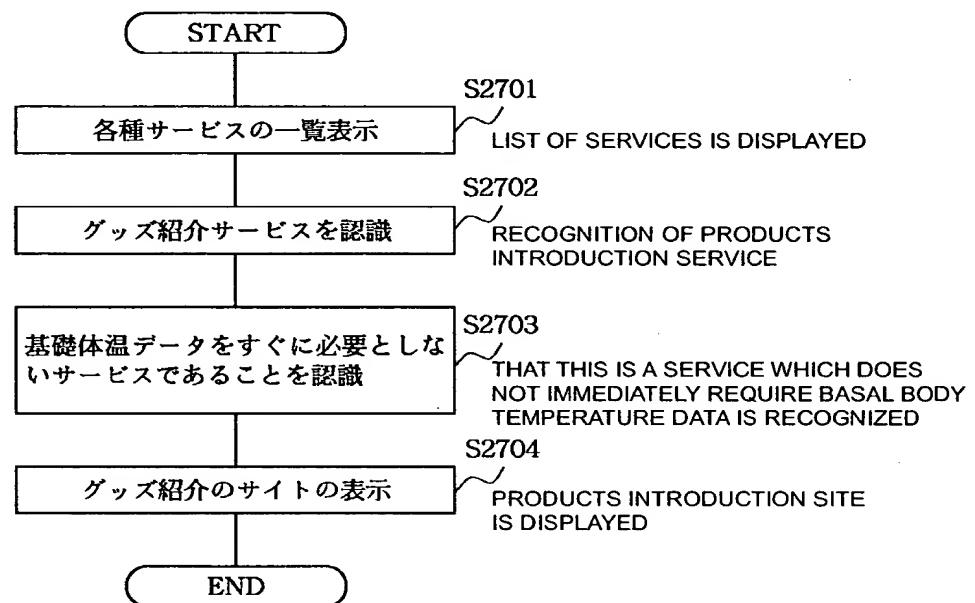 START
S2701
各種サービスの一覧表示
LIST OF SERVICES IS DISPLAYED
S2702
グッズ紹介サービスを認識
RECOGNITION OF PRODUCTS
INTRODUCTION SERVICE
S2703
基礎体温データをすぐに必要としな
いサービスであることを認識
THAT THIS IS A SERVICE WHICH DOES
NOT IMMEDIATELY REQUIRE BASAL BODY
TEMPERATURE DATA IS RECOGNIZED
S2704
グッズ紹介のサイトの表示
PRODUCTS INTRODUCTION SITE
IS DISPLAYED
END